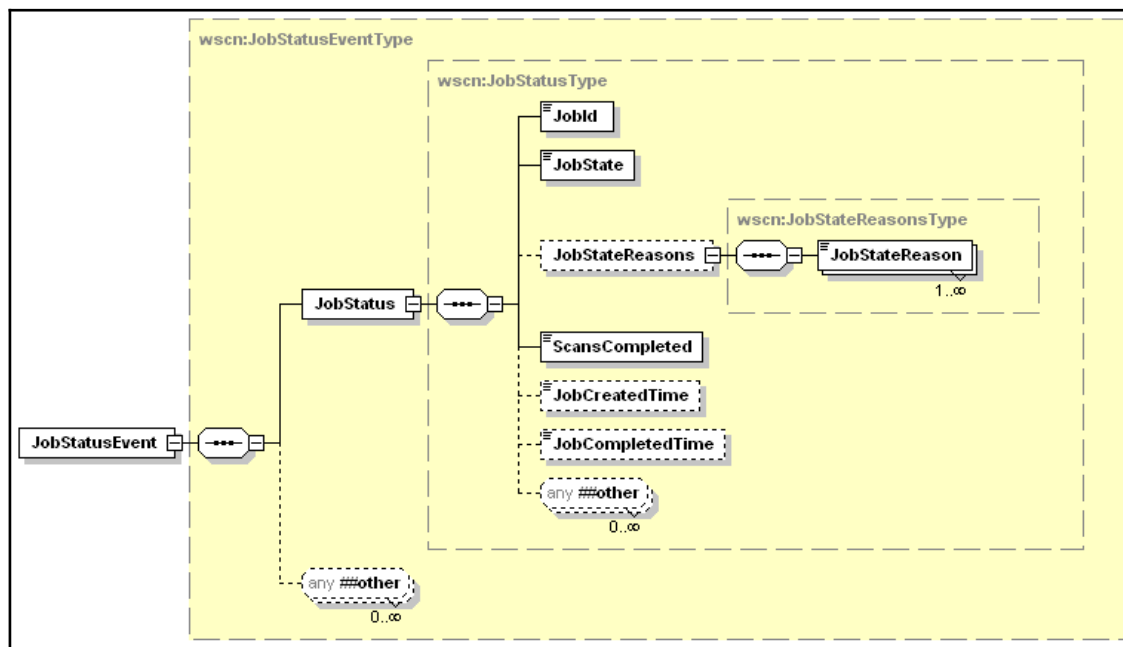 wscn:JobStatusEventType
wscn:JobStatusType
JobId
JobState
wscn:JobStateReasonsType
JobStateReasons
JobStateReason
1..∞
JobStatus
ScansCompleted
JobCreatedTime
JobStatusEvent
JobCompletedTime
any ##other
0..∞
any ##other
0..∞